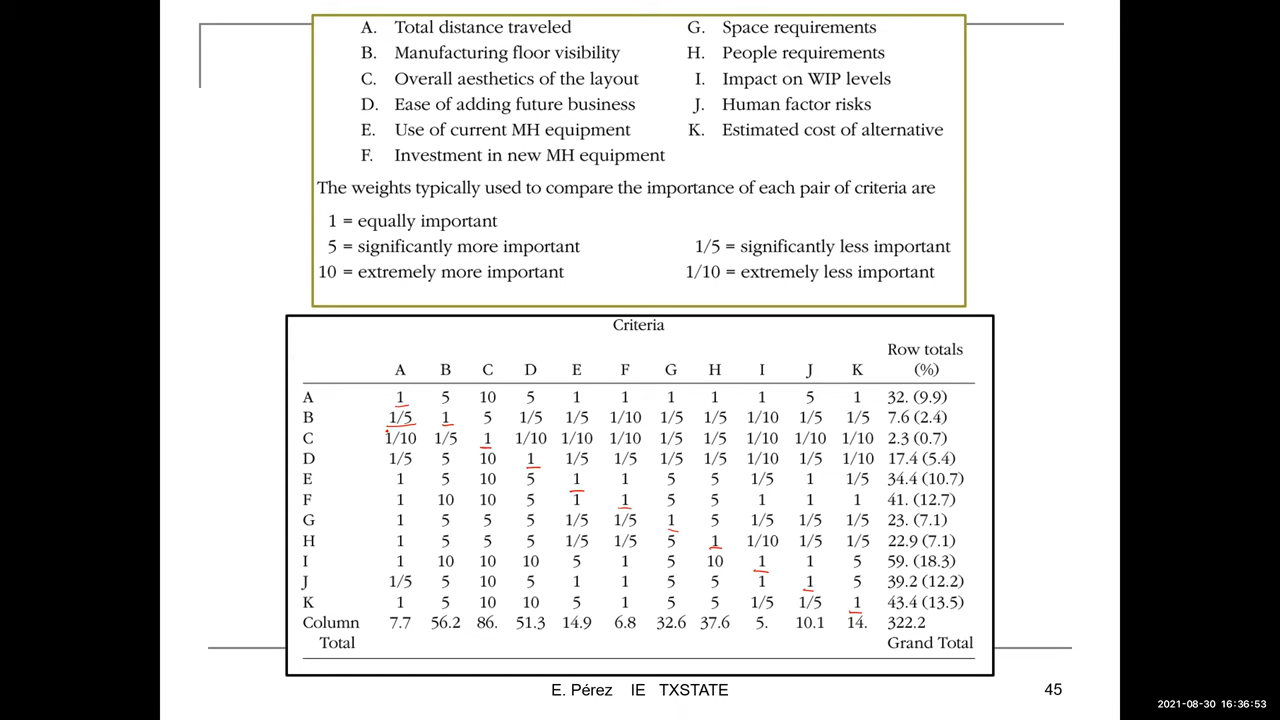 A. Total distance traveled G. Space requirements
B. Manufacturing floor visibility H. People requirements
C. Overall aesthetics of the layout I. Impact on WIP levels
D. Ease of adding future business J. Human factor risks
E. Use of current MH equipment K. Estimated cost of alternative
F. Investment in new MH equipment
The weights typically used to compare the importance of each pair of criteria are
1 = equally important
5 = significantly more important 1/5 = significantly less important
10 = extremely more important 1/10 = extremely less important
Criteria
Row totals
A B C D E F G H I J K (%)
A 1 5 10 5 1 1 1 1 1 5 1 32. (9.9)
B 1/5 1 5 1/5 1/5 1/10 1/5 1/5 1/10 1/5 1/5 7.6 (2.4)
C 1/10 1/5 1 1/10 1/10 1/10 1/5 1/5 1/10 1/10 1/10 2.3 (0.7)
D 1/5 5 10 1 1/5 1/5 1/5 1/5 1/10 1/5 1/10 17.4 (5.4)
E 1 5 10 5 1 1 5 5 1/5 1 1/5 34.4 (10.7)
F 1 10 10 5 1 1 5 5 1 1 1 41. (12.7)
G 1 5 5 5 1/5 1/5 1 5 1/5 1/5 1/5 23. (7.1)
H 1 5 5 5 1/5 1/5 5 1 1/10 1/5 1/5 22.9 (7.1)
I 1 10 10 10 5 1 5 10 1 1 5 59. (18.3)
J 1/5 5 10 5 1 1 5 5 1 1 5 39.2 (12.2)
K 1 5 10 10 5 1 5 5 1/5 1/5 1 43.4 (13.5)
Column 7.7 56.2 86. 51.3 14.9 6.8 32.6 37.6 5. 10.1 14. 322.2
Total Grand Total
E. Pérez IE TXSTATE 45
2021-08-30 16:36:53